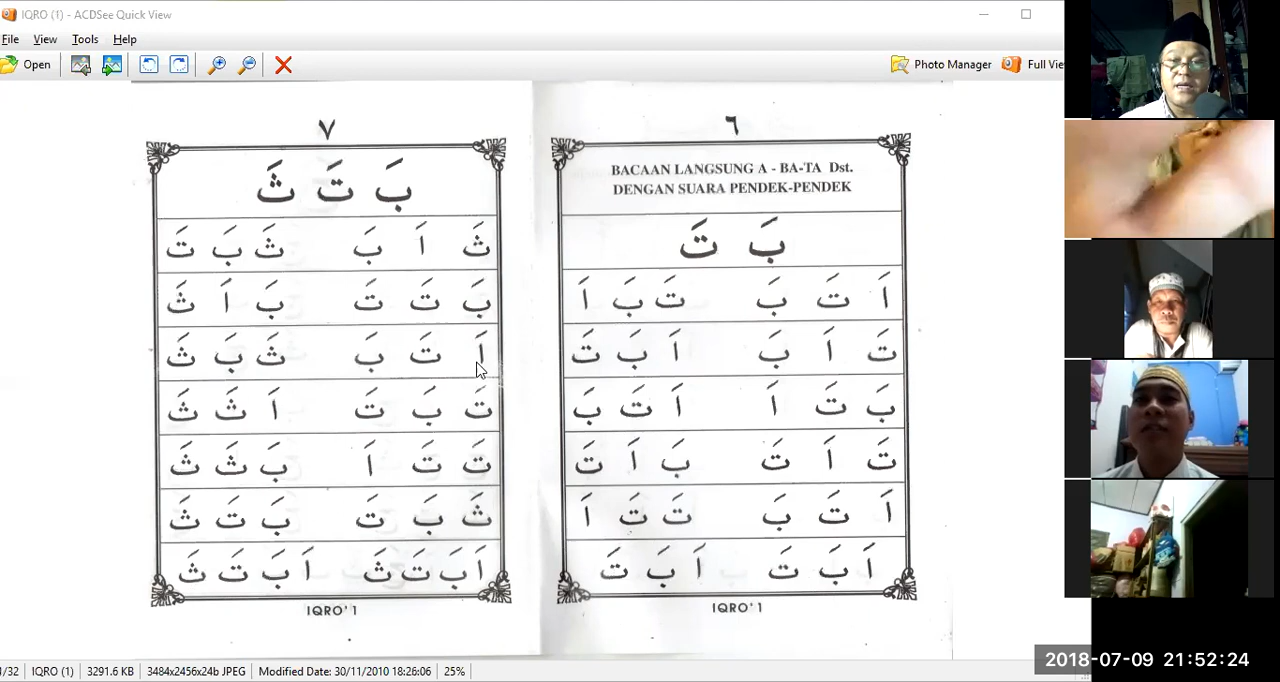 IQRO (1) - ACDSee Quick View
File View Tools Help
Open
Photo Manager
٦
BACAAN LANGSUNG A - BA-TA Dst.
DENGAN SUARA PENDEK-PENDEK
بَ تَ
اَ تَ بَ تَ بَ اَ
تَ اَ بَ اَ بَ تَ
بَ تَ اَ اَ تَ بَ
تَ اَ تَ بَ اَ تَ
اَ تَ بَ تَ تَ اَ
اَ بَ تَ اَ بَ تَ
IQRO' 1
٧
بَ تَ ثَ
ثَ اَ بَ ثَ بَ تَ
بَ تَ تَ بَ اَ ثَ
اَ تَ بَ ثَ بَ ثَ
تَ بَ تَ اَ ثَ ثَ
تَ تَ اَ بَ ثَ ثَ
ثَ بَ تَ بَ تَ ثَ
اَ بَ تَ ثَ اَ بَ تَ ثَ
IQRO' 1
/32 IQRO (1) 3291.6 KB 3484x2456x24b JPEG Modified Date: 30/11/2010 18:26:06 25%
2018-07-09 21:52:24